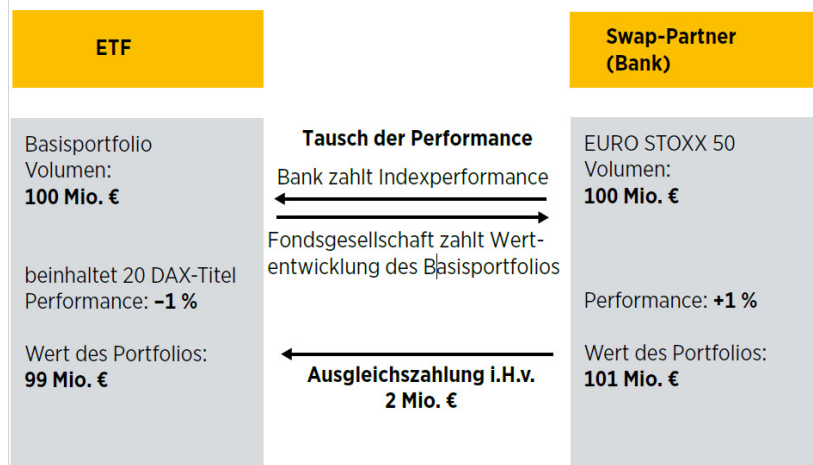 ETF
Swap-Partner
(Bank)
Basisportfolio
Volumen:
100 Mio. €
beinhaltet 20 DAX-Titel
Performance: –1 %
Wert des Portfolios:
99 Mio. €
Tausch der Performance
Bank zahlt Indexperformance
Fondsgesellschaft zahlt Wert-
entwicklung des Basisportfolios
Ausgleichszahlung i.H.v.
2 Mio. €
EURO STOXX 50
Volumen:
100 Mio. €
Performance: +1 %
Wert des Portfolios:
101 Mio. €